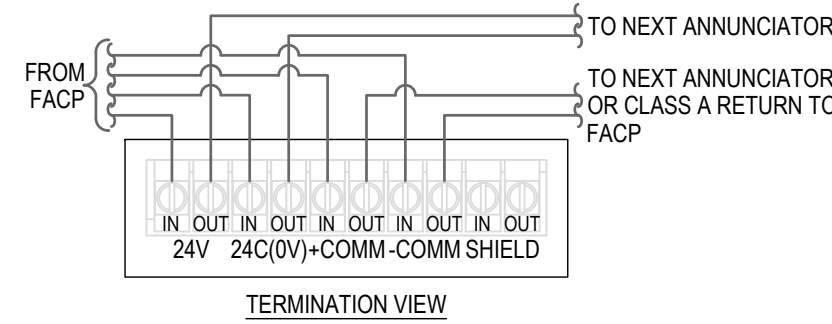 TO NEXT ANNUNCIATOR
FROM
FACP
TO NEXT ANNUNCIATOR
OR CLASS A RETURN TO
FACP
IN OUT IN OUT IN OUT IN OUT IN OUT
24V 24C(0V) +COMM -COMM SHIELD
TERMINATION VIEW